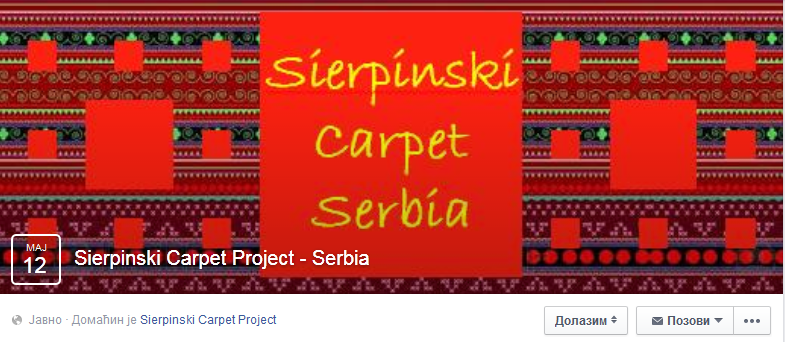 Sierpinski
Carpet
Serbia
МАЈ
12
Sierpinski Carpet Project - Serbia
Јавно · Домаћин је Sierpinski Carpet Project
Долазим
Позови